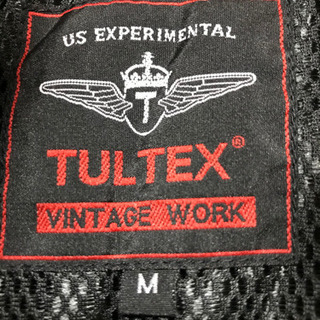 US EXPERIMENTAL
T
TULTEX®
VINTAGE WORK
M